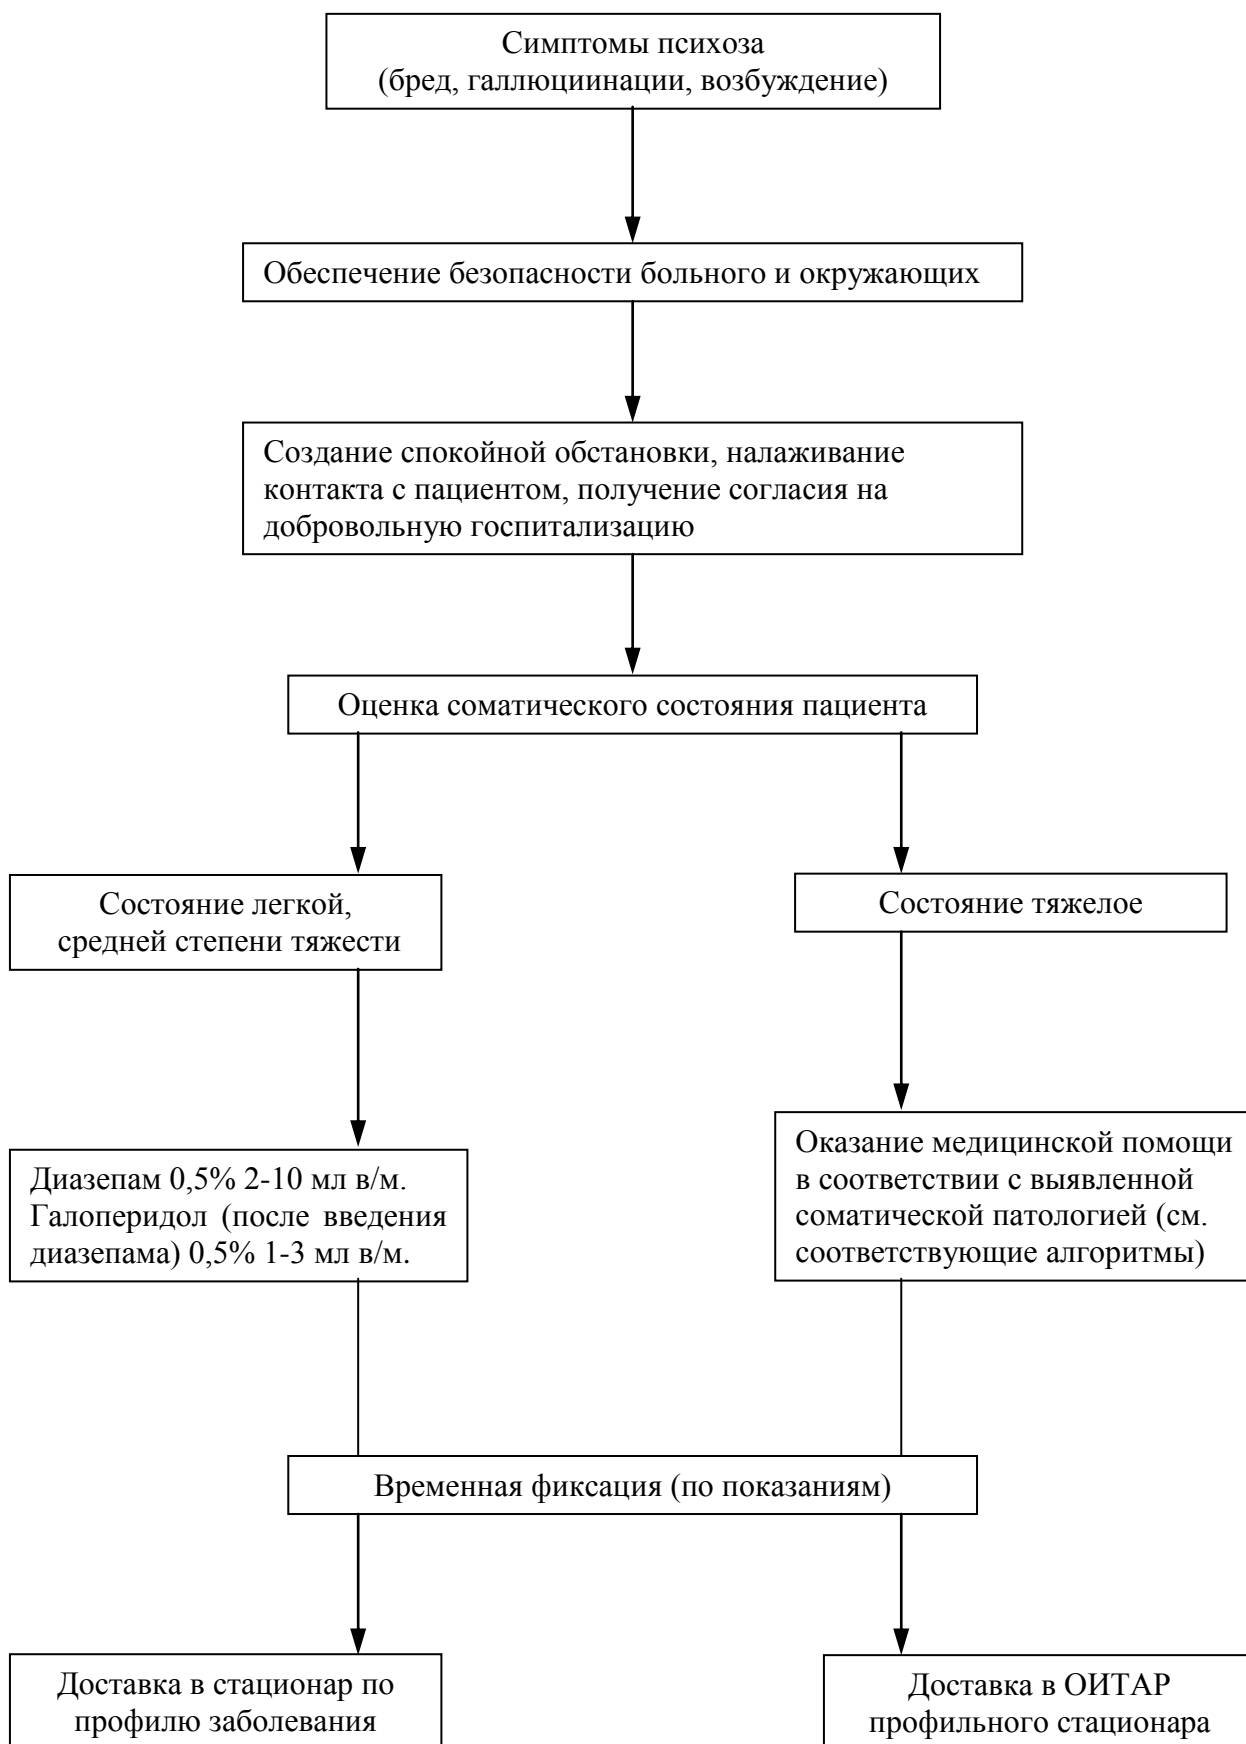 Симптомы психоза
(бред, галлюциинации, возбуждение)
Обеспечение безопасности больного и окружающих
Создание спокойной обстановки, налаживание
контакта с пациентом, получение согласия на
добровольную госпитализацию
Оценка соматического состояния пациента
Состояние легкой,
средней степени тяжести
Состояние тяжелое
Диазепам 0,5% 2-10 мл в/м.
Галоперидол (после введения
диазепама) 0,5% 1-3 мл в/м.
Оказание медицинской помощи
в соответствии с выявленной
соматической патологией (см.
соответствующие алгоритмы)
Временная фиксация (по показаниям)
Доставка в стационар по
профилю заболевания
Доставка в ОИТАР
профильного стационара